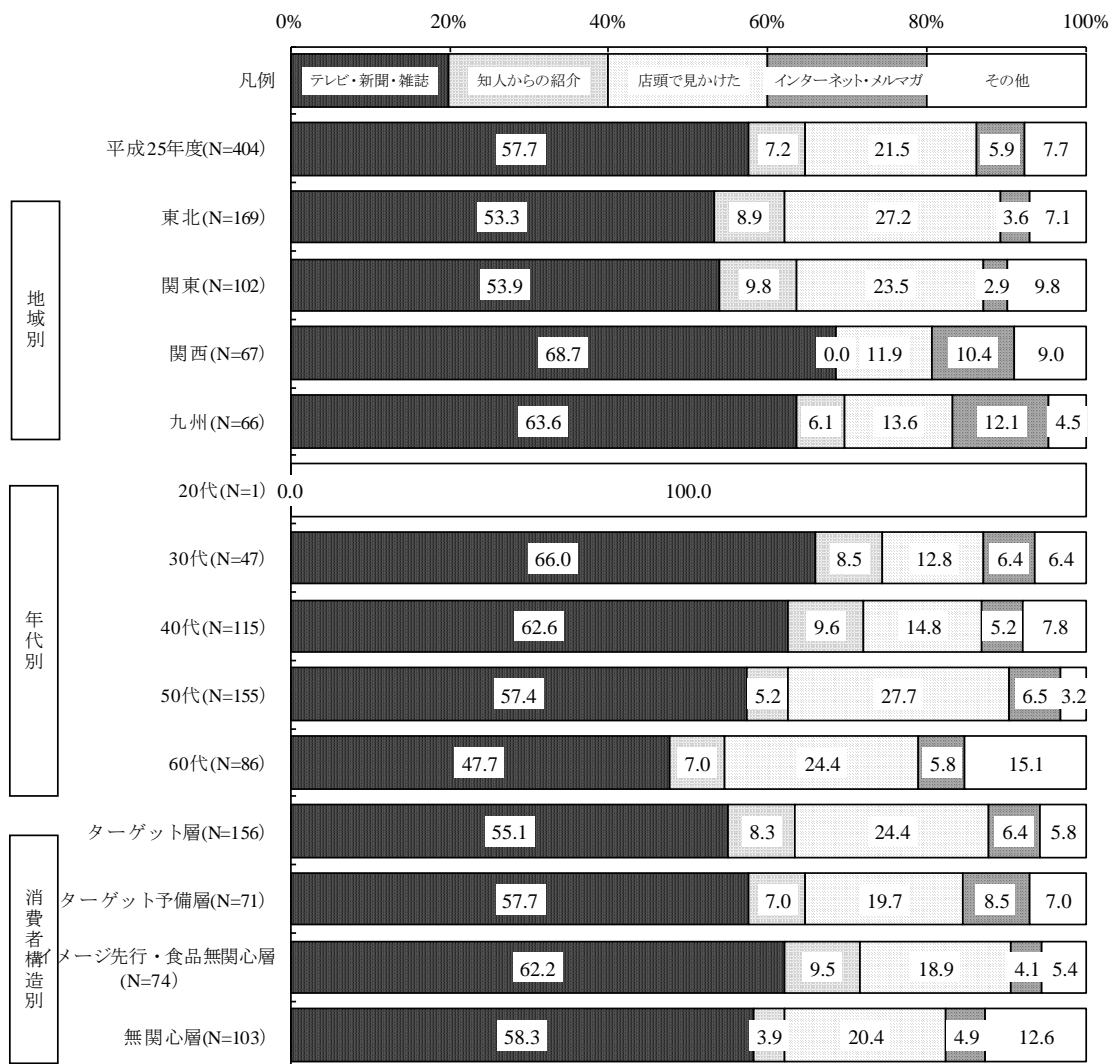 0% 20% 40% 60% 80% 100%
凡例 テレビ・新聞・雑誌 知人からの紹介 店頭で見かけた インターネット・メルマガ その他
平成25年度(N=404) 57.7 7.2 21.5 5.9 7.7
地域別
東北(N=169) 53.3 8.9 27.2 3.6 7.1
関東(N=102) 53.9 9.8 23.5 2.9 9.8
関西(N=67) 68.7 0.0 11.9 10.4 9.0
九州(N=66) 63.6 6.1 13.6 12.1 4.5
年代別
20代(N=1) 0.0 100.0
30代(N=47) 66.0 8.5 12.8 6.4 6.4
40代(N=115) 62.6 9.6 14.8 5.2 7.8
50代(N=155) 57.4 5.2 27.7 6.5 3.2
60代(N=86) 47.7 7.0 24.4 5.8 15.1
消費者構造別
ターゲット層(N=156) 55.1 8.3 24.4 6.4 5.8
ターゲット予備層(N=71) 57.7 7.0 19.7 8.5 7.0
イメージ先行・食品無関心層
(N=74) 62.2 9.5 18.9 4.1 5.4
無関心層(N=103) 58.3 3.9 20.4 4.9 12.6